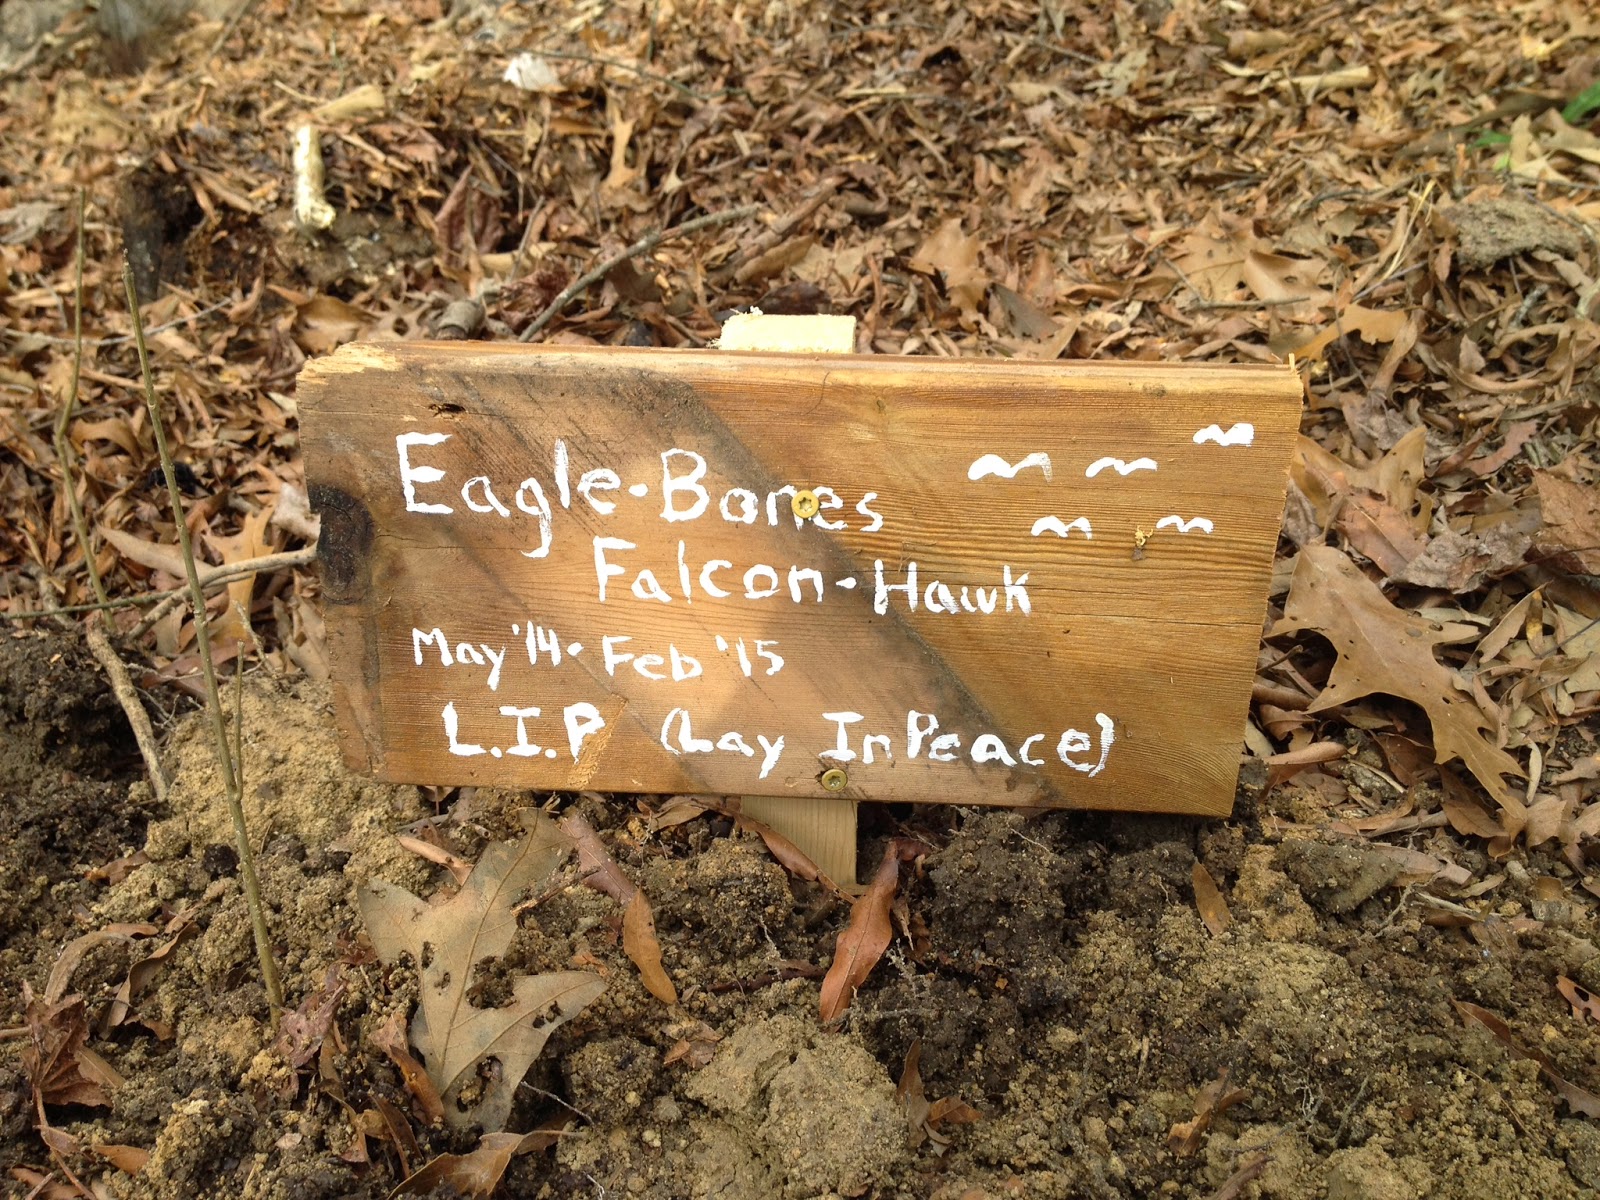 Eagle-Bones
Falcon-Hawk
May '14 - Feb '15
L.I.P (Lay In Peace)